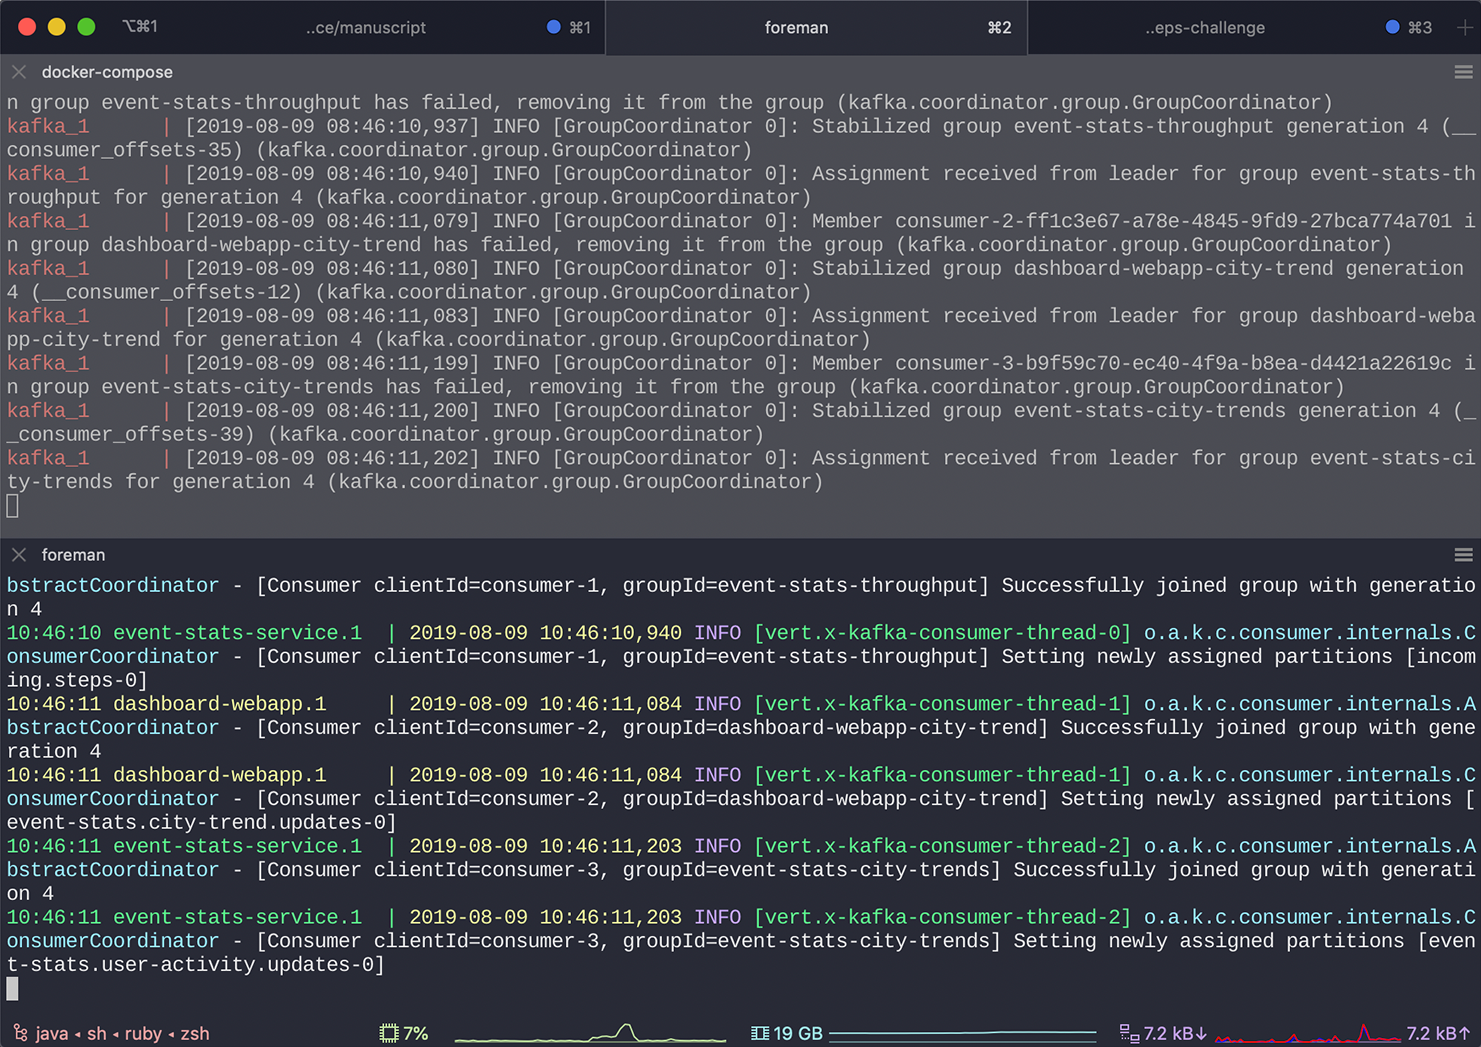 ⌥⌘1 ..ce/manuscript ⌘1 foreman ⌘2 ..eps-challenge ⌘3
docker-compose
n group event-stats-throughput has failed, removing it from the group (kafka.coordinator.group.GroupCoordinator)
kafka_1      | [2019-08-09 08:46:10,937] INFO [GroupCoordinator 0]: Stabilized group event-stats-throughput generation 4 (__
consumer_offsets-35) (kafka.coordinator.group.GroupCoordinator)
kafka_1      | [2019-08-09 08:46:10,940] INFO [GroupCoordinator 0]: Assignment received from leader for group event-stats-th
roughput for generation 4 (kafka.coordinator.group.GroupCoordinator)
kafka_1      | [2019-08-09 08:46:11,079] INFO [GroupCoordinator 0]: Member consumer-2-ff1c3e67-a78e-4845-9fd9-27bca774a701 i
n group dashboard-webapp-city-trend has failed, removing it from the group (kafka.coordinator.group.GroupCoordinator)
kafka_1      | [2019-08-09 08:46:11,080] INFO [GroupCoordinator 0]: Stabilized group dashboard-webapp-city-trend generation
4 (__consumer_offsets-12) (kafka.coordinator.group.GroupCoordinator)
kafka_1      | [2019-08-09 08:46:11,083] INFO [GroupCoordinator 0]: Assignment received from leader for group dashboard-weba
pp-city-trend for generation 4 (kafka.coordinator.group.GroupCoordinator)
kafka_1      | [2019-08-09 08:46:11,199] INFO [GroupCoordinator 0]: Member consumer-3-b9f59c70-ec40-4f9a-b8ea-d4421a22619c i
n group event-stats-city-trends has failed, removing it from the group (kafka.coordinator.group.GroupCoordinator)
kafka_1      | [2019-08-09 08:46:11,200] INFO [GroupCoordinator 0]: Stabilized group event-stats-city-trends generation 4 (_
_consumer_offsets-39) (kafka.coordinator.group.GroupCoordinator)
kafka_1      | [2019-08-09 08:46:11,202] INFO [GroupCoordinator 0]: Assignment received from leader for group event-stats-ci
ty-trends for generation 4 (kafka.coordinator.group.GroupCoordinator)
foreman
bstractCoordinator - [Consumer clientId=consumer-1, groupId=event-stats-throughput] Successfully joined group with generatio
n 4
10:46:10 event-stats-service.1  | 2019-08-09 10:46:10,940 INFO [vert.x-kafka-consumer-thread-0] o.a.k.c.consumer.internals.C
onsumerCoordinator - [Consumer clientId=consumer-1, groupId=event-stats-throughput] Setting newly assigned partitions [incom
ing.steps-0]
10:46:11 dashboard-webapp.1     | 2019-08-09 10:46:11,084 INFO [vert.x-kafka-consumer-thread-1] o.a.k.c.consumer.internals.A
bstractCoordinator - [Consumer clientId=consumer-2, groupId=dashboard-webapp-city-trend] Successfully joined group with gene
ration 4
10:46:11 dashboard-webapp.1     | 2019-08-09 10:46:11,084 INFO [vert.x-kafka-consumer-thread-1] o.a.k.c.consumer.internals.C
onsumerCoordinator - [Consumer clientId=consumer-2, groupId=dashboard-webapp-city-trend] Setting newly assigned partitions [
event-stats.city-trend.updates-0]
10:46:11 event-stats-service.1  | 2019-08-09 10:46:11,203 INFO [vert.x-kafka-consumer-thread-2] o.a.k.c.consumer.internals.A
bstractCoordinator - [Consumer clientId=consumer-3, groupId=event-stats-city-trends] Successfully joined group with generati
on 4
10:46:11 event-stats-service.1  | 2019-08-09 10:46:11,203 INFO [vert.x-kafka-consumer-thread-2] o.a.k.c.consumer.internals.C
onsumerCoordinator - [Consumer clientId=consumer-3, groupId=event-stats-city-trends] Setting newly assigned partitions [even
t-stats.user-activity.updates-0]
java ◂ sh ◂ ruby ◂ zsh 7% 19 GB 7.2 kB↓ 7.2 kB↑